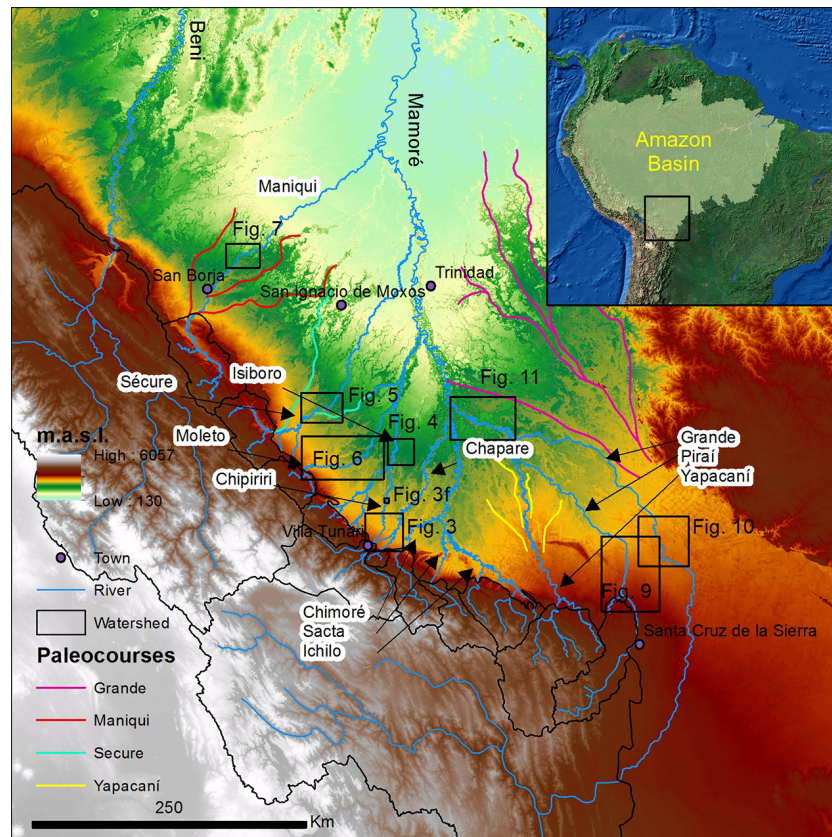 Beni
Mamoré
Amazon
Basin
Maniqui
Fig. 7
San Borja
San Ignacio de Moxos
Trinidad
Sécure
Isiboro
Fig. 5
Fig. 11
Moleto
Fig. 4
Fig. 6
Chapare
Grande
Piraí
Yapacaní
Chipiriri
Fig. 3f
Fig. 3
Villa Tunari
Fig. 10
Fig. 9
Chimoré
Sacta
Ichilo
Santa Cruz de la Sierra
m.a.s.l.
High : 6057
Low : 130
Town
River
Watershed
Paleocourses
Grande
Maniqui
Secure
Yapacaní
250
Km